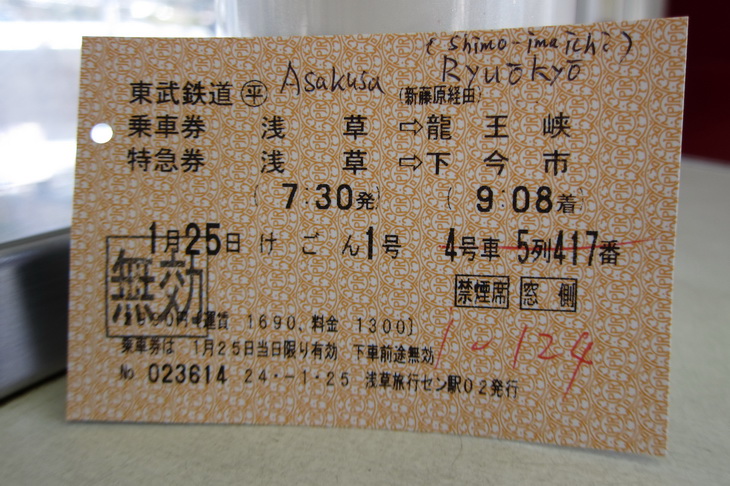 (Shimo-imaichi)
Asakusa Ryūōkyō
東武鉄道 ㊗平 (新藤原経由)
乗車券 浅草⇨龍王峡
特急券 浅草⇨下今市
(7:30発) (9:08着)
1月25日 けごん1号 4号車 5列417番
無効
禁煙席 窓側
運賃 1690、料金 1300]
1-124
乗車券は 1月25日当日限り有効 下車前途無効
No 023614 24.-1.25 浅草旅行セン駅02発行